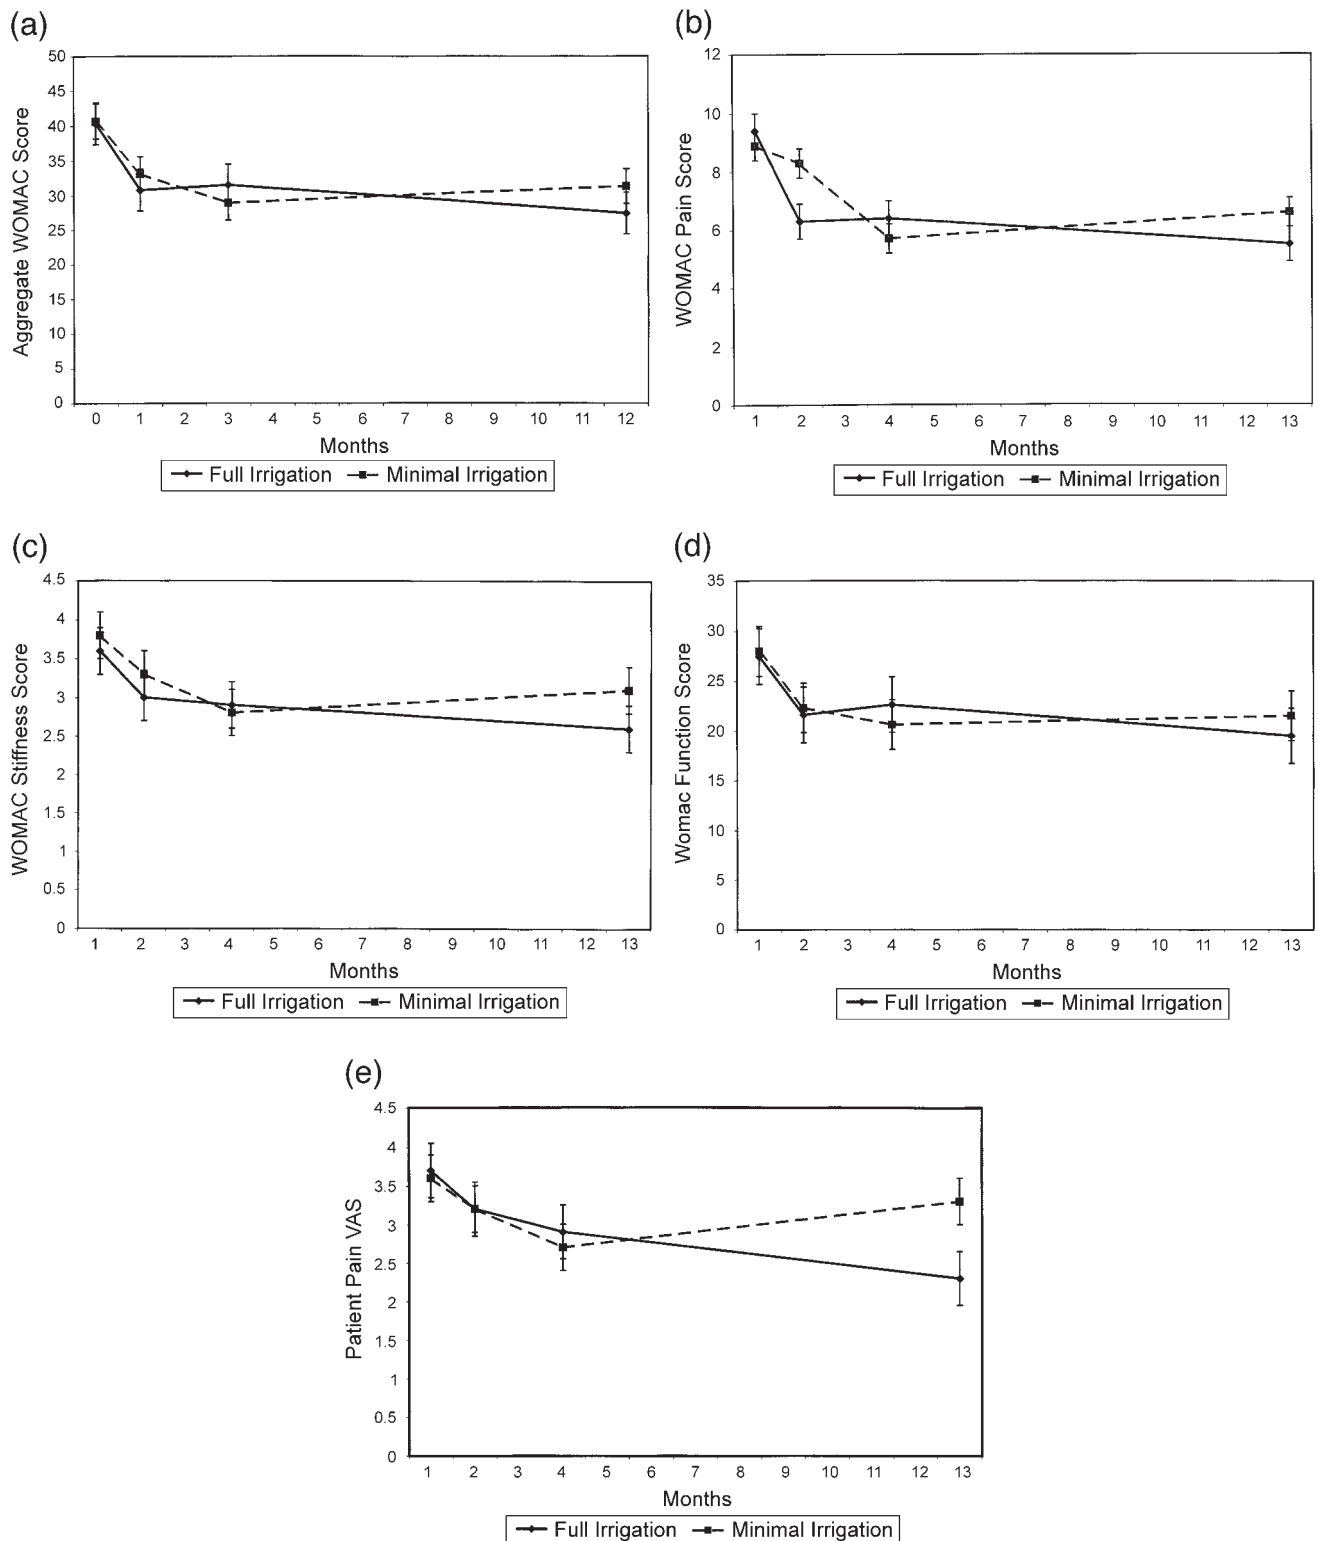 (a)
50
45
40
35
30
25
20
15
10
5
0
Aggregate WOMAC Score
0 1 2 3 4 5 6 7 8 9 10 11 12
Months
Full Irrigation Minimal Irrigation
(b)
12
10
8
6
4
2
0
WOMAC Pain Score
1 2 3 4 5 6 7 8 9 10 11 12 13
Months
Full Irrigation Minimal Irrigation
(c)
4.5
4
3.5
3
2.5
2
1.5
1
0.5
0
WOMAC Stiffness Score
1 2 3 4 5 6 7 8 9 10 11 12 13
Months
Full Irrigation Minimal Irrigation
(d)
35
30
25
20
15
10
5
0
Womac Function Score
1 2 3 4 5 6 7 8 9 10 11 12 13
Months
Full Irrigation Minimal Irrigation
(e)
4.5
4
3.5
3
2.5
2
1.5
1
0.5
0
Patient Pain VAS
1 2 3 4 5 6 7 8 9 10 11 12 13
Months
Full Irrigation Minimal Irrigation